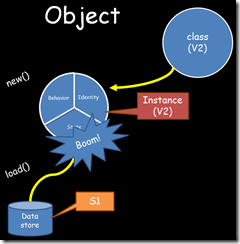 Object
class
(V2)
new()
Behavior
Identity
Instance
(V2)
Boom!
load()
S1
Data
store